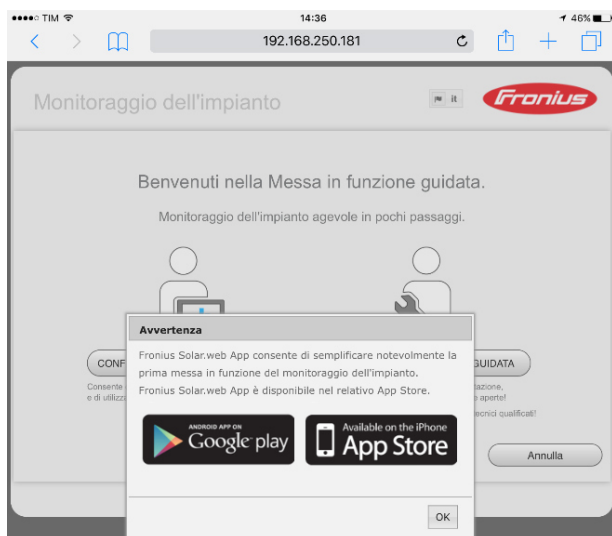 TIM 14:36 46%
192.168.250.181
Monitoraggio dell'impianto
it
Fronius
Benvenuti nella Messa in funzione guidata.
Monitoraggio dell'impianto agevole in pochi passaggi.
CONF
GUIDATA
Consente
e di utilizza
tazione,
aperte!
tecnici qualificati!
Annulla
Avvertenza
Fronius Solar.web App consente di semplificare notevolmente la
prima messa in funzione del monitoraggio dell'impianto.
Fronius Solar.web App è disponibile nel relativo App Store.
ANDROID APP ON
Google play
Available on the iPhone
App Store
OK